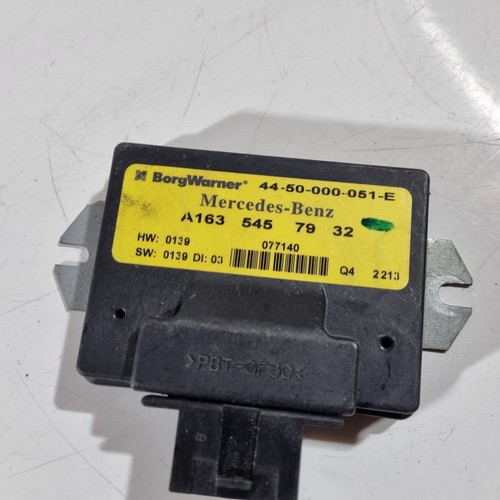 BorgWarner® 44-50-000-051-E
Mercedes-Benz
A163 545 79 32
HW: 0139 077140
SW: 0139 DI: 03 Q4 2213
>PBT-GF30<